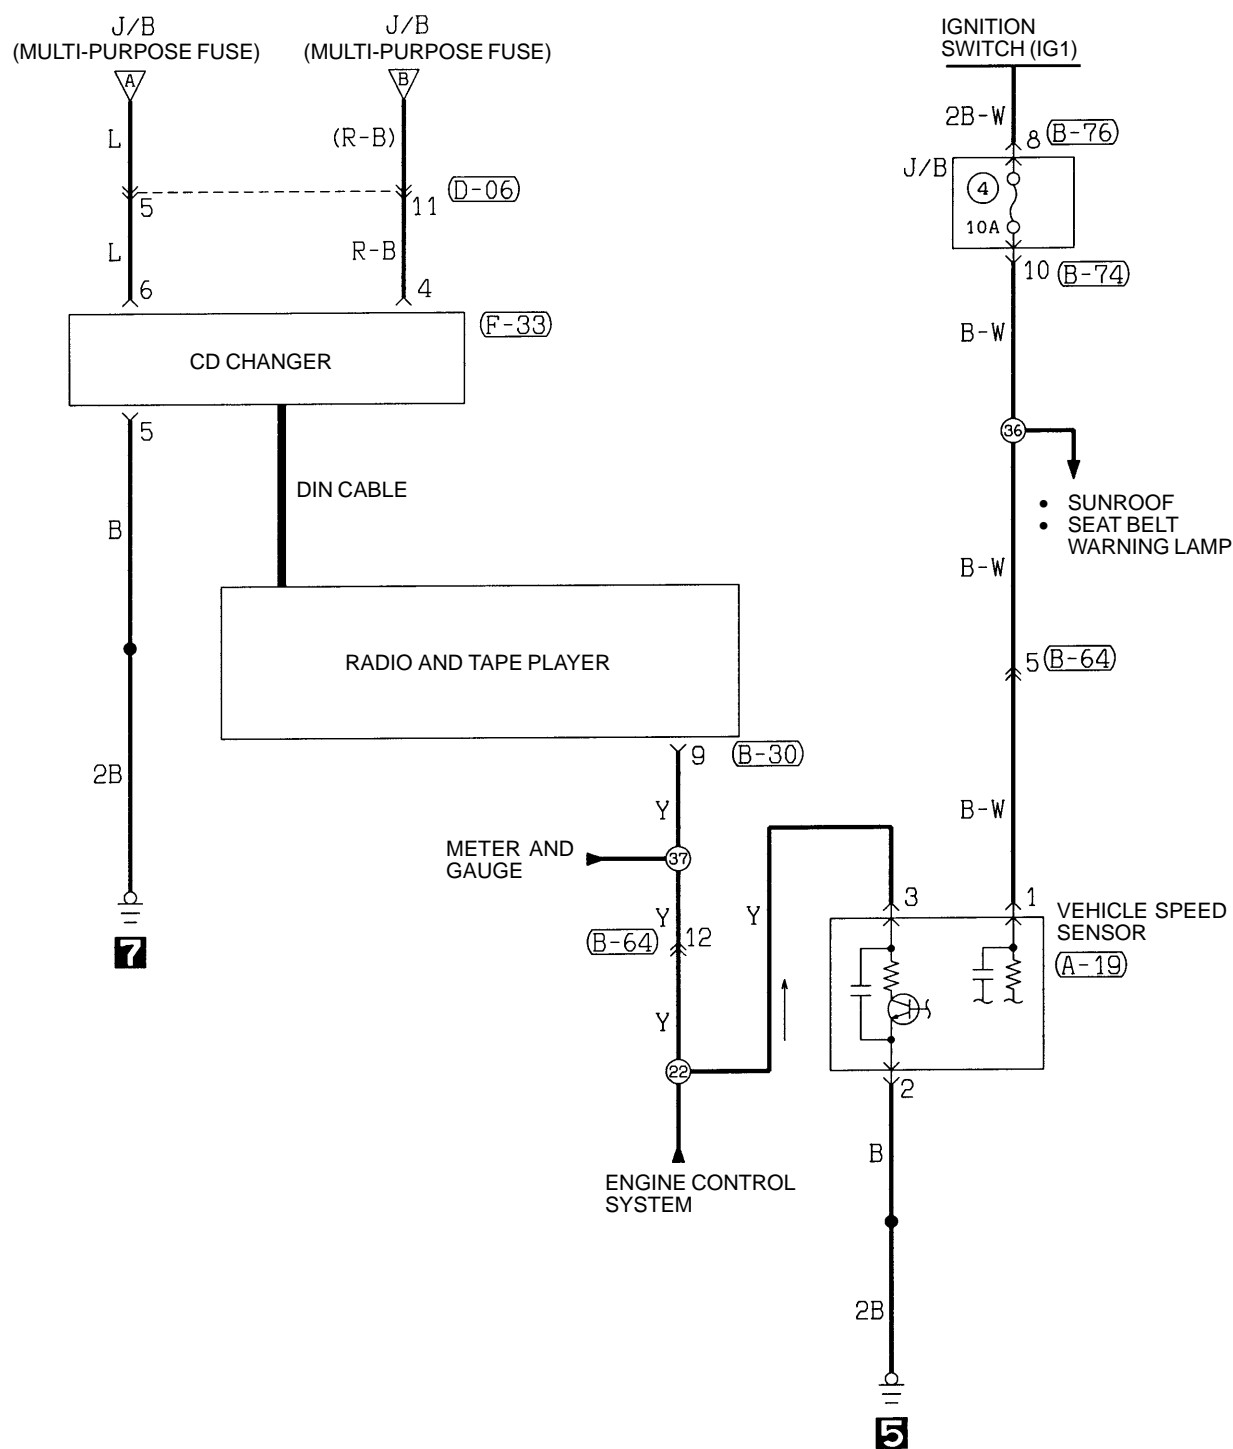 J/B
(MULTI-PURPOSE FUSE)
A
J/B
(MULTI-PURPOSE FUSE)
B
IGNITION
SWITCH (IG1)
L
(R-B)
2B-W
8
(B-76)
J/B
4
10A
5
11
(D-06)
L
R-B
10
(B-74)
6
4
(F-33)
CD CHANGER
B-W
5
36
DIN CABLE
• SUNROOF
• SEAT BELT
WARNING LAMP
B
B-W
RADIO AND TAPE PLAYER
5
(B-64)
9
(B-30)
2B
Y
B-W
METER AND
GAUGE
37
3
1
VEHICLE SPEED
SENSOR
(A-19)
Y
Y
(B-64)
12
7
Y
22
2
B
ENGINE CONTROL
SYSTEM
2B
5